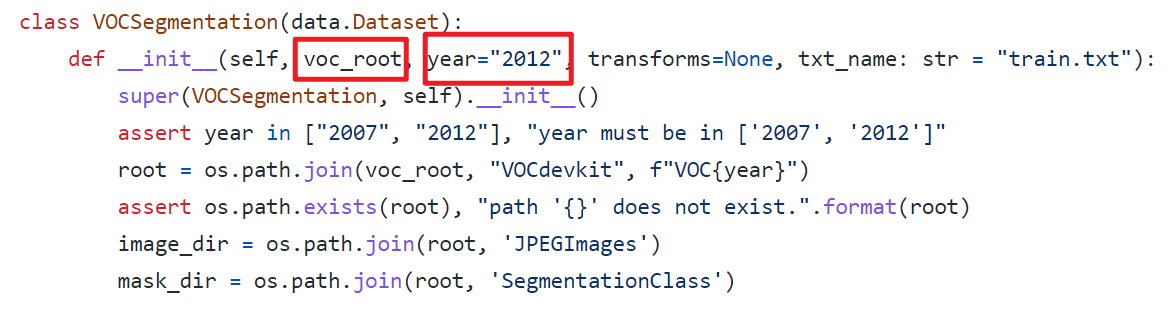 class VOCSegmentation(data.Dataset):
def __init__(self, voc_root, year="2012", transforms=None, txt_name: str = "train.txt"):
super(VOCSegmentation, self).__init__()
assert year in ["2007", "2012"], "year must be in ['2007', '2012']"
root = os.path.join(voc_root, "VOCdevkit", f"VOC{year}")
assert os.path.exists(root), "path '{}' does not exist.".format(root)
image_dir = os.path.join(root, 'JPEGImages')
mask_dir = os.path.join(root, 'SegmentationClass')